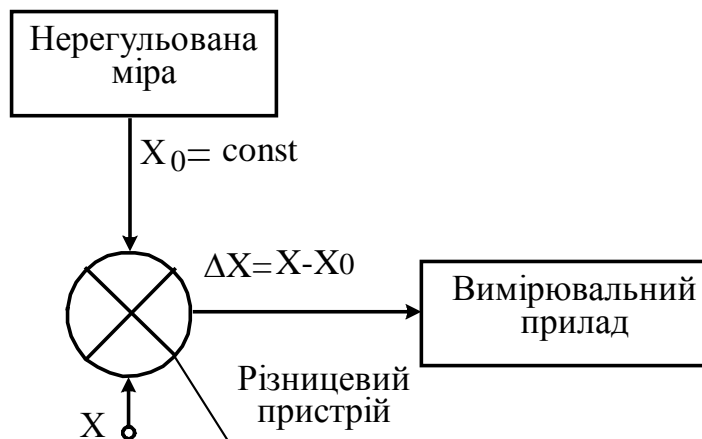 Нерегульована
міра
X0= const
ΔX=X-X0
Вимірювальний
прилад
Різницевий
пристрій
X